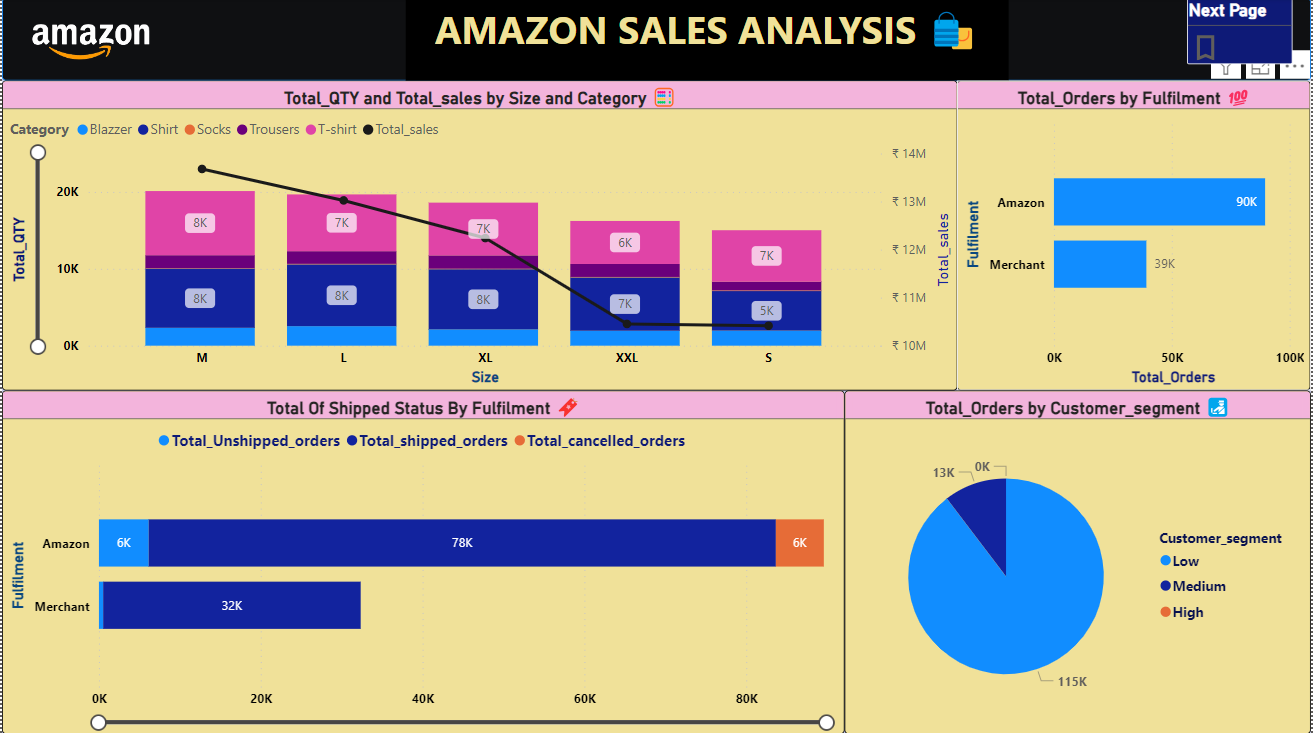 amazon
AMAZON SALES ANALYSIS
Next Page
Total_QTY and Total_sales by Size and Category
Category Blazzer Shirt Socks Trousers T-shirt Total_sales
Total_QTY
20K
10K
0K
8K
7K
7K
6K
7K
8K
8K
8K
7K
5K
M L XL XXL S
Size
₹ 14M
₹ 13M
₹ 12M
₹ 11M
₹ 10M
Total_sales
Total_Orders by Fulfilment 100
Fulfilment
Amazon 90K
Merchant 39K
0K 50K 100K
Total_Orders
Total Of Shipped Status By Fulfilment
Total_Unshipped_orders Total_shipped_orders Total_cancelled_orders
Fulfilment
Amazon 6K 78K 6K
Merchant 32K
0K 20K 40K 60K 80K
Total_Orders by Customer_segment
13K 0K
115K
Customer_segment
Low
Medium
High